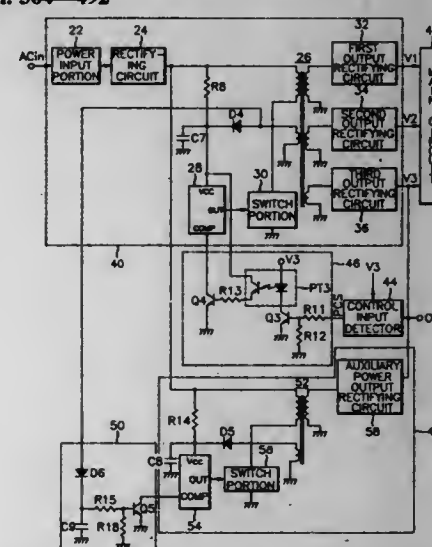 ACin
22
POWER
INPUT
PORTION
24
RECTIFY
ING
CIRCUIT
R8
D4
C7
26
32
FIRST
OUTPUT
RECTIFYING
CIRCUIT
V1
34
SECOND
OUTPUT
RECTIFYING
CIRCUIT
V2
THIRD
OUTPUT
RECTIFYING
CIRCUIT
V3
36
28
VCC
OUT
COMP
30
SWITCH
PORTION
40
V3
46
PT3
R13
Q4
Q3
R11
R12
PCS
V3
44
CONTROL
INPUT
DETECTOR
50
R14
D5
52
AUXILIARY
POWER
OUTPUT
RECTIFYING
CIRCUIT
58
C8
VCC
OUT
COMP
54
SWITCH
PORTION
D6
R15
C9
Q5